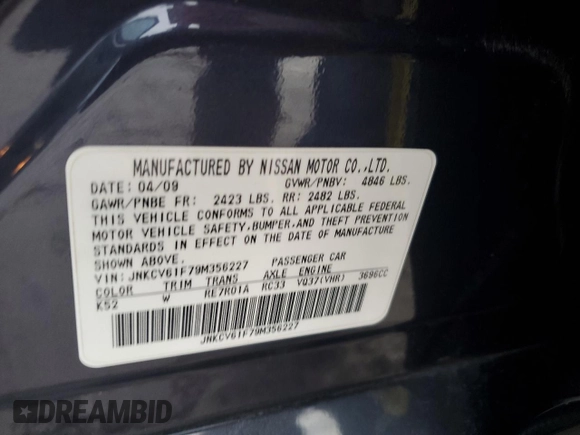 MANUFACTURED BY NISSAN MOTOR CO.,LTD.
DATE: 04/09 GVWR/PNBV: 4846 LBS.
GAWR/PNBE FR: 2423 LBS. RR: 2482 LBS.
THIS VEHICLE CONFORMS TO ALL APPLICABLE FEDERAL
MOTOR VEHICLE SAFETY,BUMPER,AND THEFT PREVENTION
STANDARDS IN EFFECT ON THE DATE OF MANUFACTURE
SHOWN ABOVE.
VIN: JNKCV61F79M356227 PASSENGER CAR
COLOR TRIM TRANS AXLE ENGINE
K52 W RE7R01A RC33 VQ37(VHR) 3696CC
JNKCV61F79M356227
DREAMBID